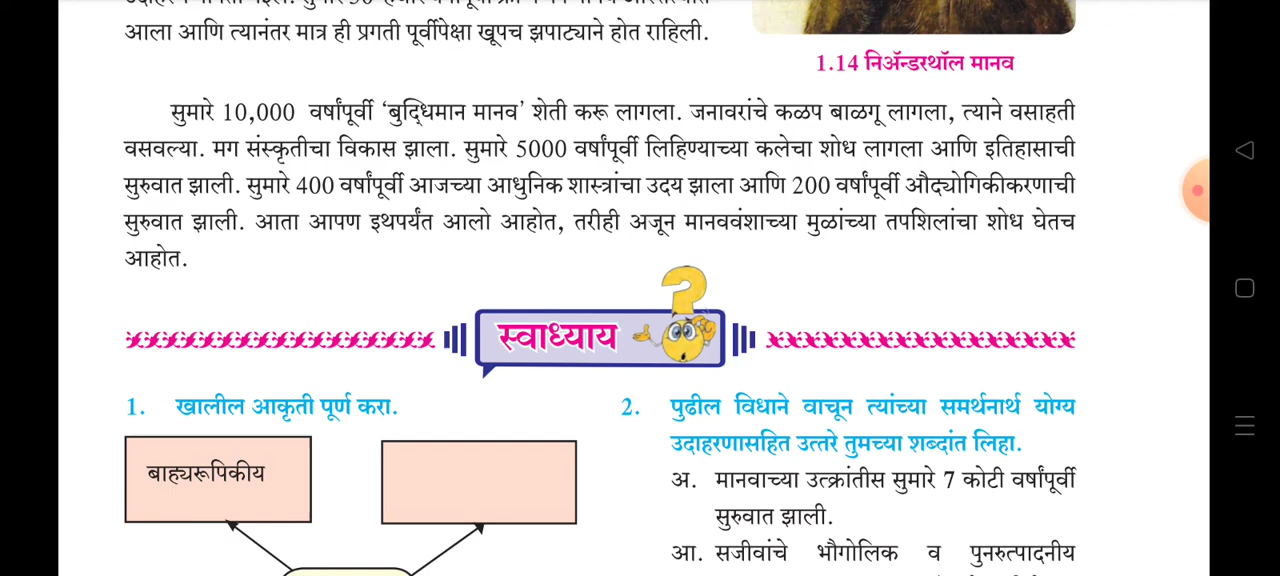 आला आणि त्यानंतर मात्र ही प्रगती पूर्वीपेक्षा खूपच झपाट्याने होत राहिली.
1.14 निअ‍ॅन्डरथॉल मानव
सुमारे 10,000 वर्षांपूर्वी ‘बुद्धिमान मानव’ शेती करू लागला. जनावरांचे कळप बाळगू लागला, त्याने वसाहती
वसवल्या. मग संस्कृतीचा विकास झाला. सुमारे 5000 वर्षांपूर्वी लिहिण्याच्या कलेचा शोध लागला आणि इतिहासाची
सुरुवात झाली. सुमारे 400 वर्षांपूर्वी आजच्या आधुनिक शास्त्रांचा उदय झाला आणि 200 वर्षांपूर्वी औद्योगिकीकरणाची
सुरुवात झाली. आता आपण इथपर्यंत आलो आहोत, तरीही अजून मानववंशाच्या मुळांच्या तपशिलांचा शोध घेतच
आहोत.
स्वाध्याय
1. खालील आकृती पूर्ण करा.
बाह्यरूपिकीय
2. पुढील विधाने वाचून त्यांच्या समर्थनार्थ योग्य
उदाहरणासहित उत्तरे तुमच्या शब्दांत लिहा.
अ. मानवाच्या उत्क्रांतीस सुमारे 7 कोटी वर्षांपूर्वी
सुरुवात झाली.
आ. सजीवांचे भौगोलिक व पुनरुत्पादनीय